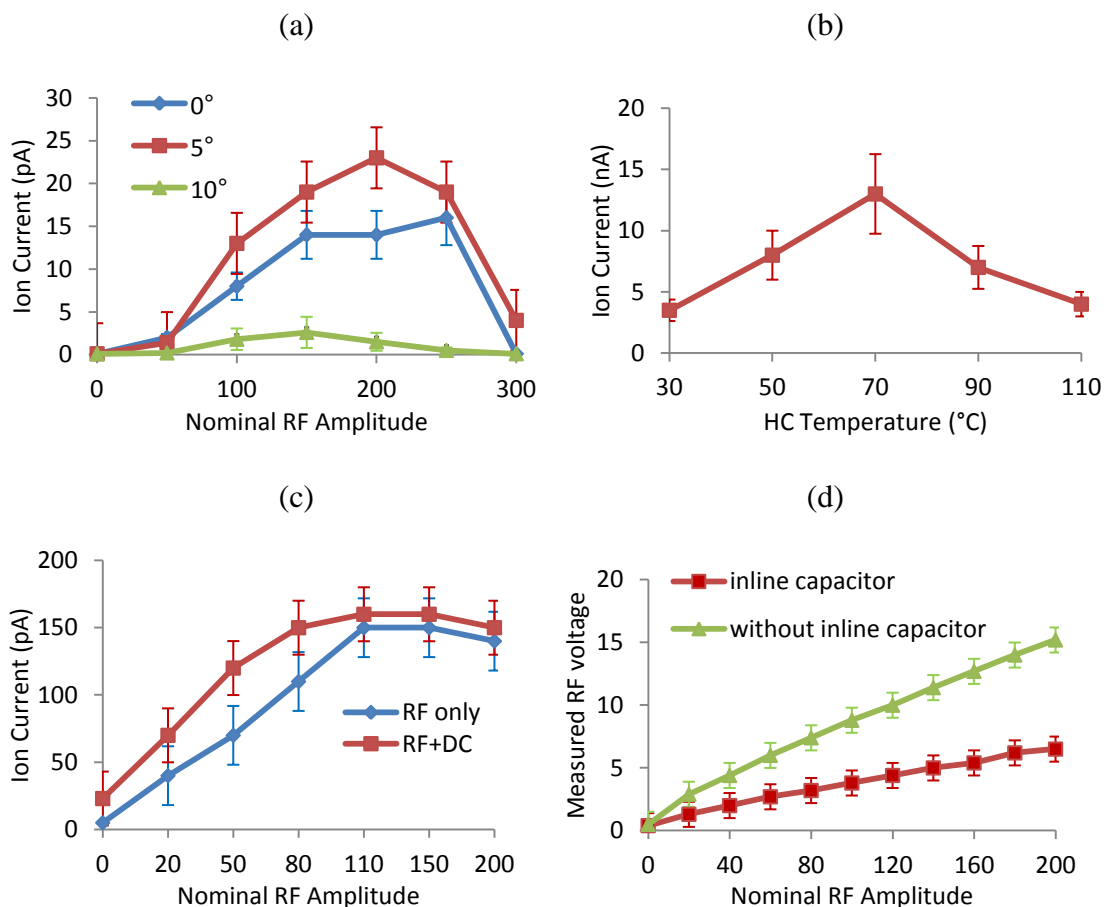 (a)
Ion Current (pA)
30
25
20
15
10
5
0
0°
5°
10°
0 100 200 300
Nominal RF Amplitude
(b)
Ion Current (nA)
20
15
10
5
0
30 50 70 90 110
HC Temperature (°C)
(c)
Ion Current (pA)
200
150
100
50
0
RF only
RF+DC
0 20 50 80 110 150 200
Nominal RF Amplitude
(d)
Measured RF voltage
20
15
10
5
0
inline capacitor
without inline capacitor
0 40 80 120 160 200
Nominal RF Amplitude